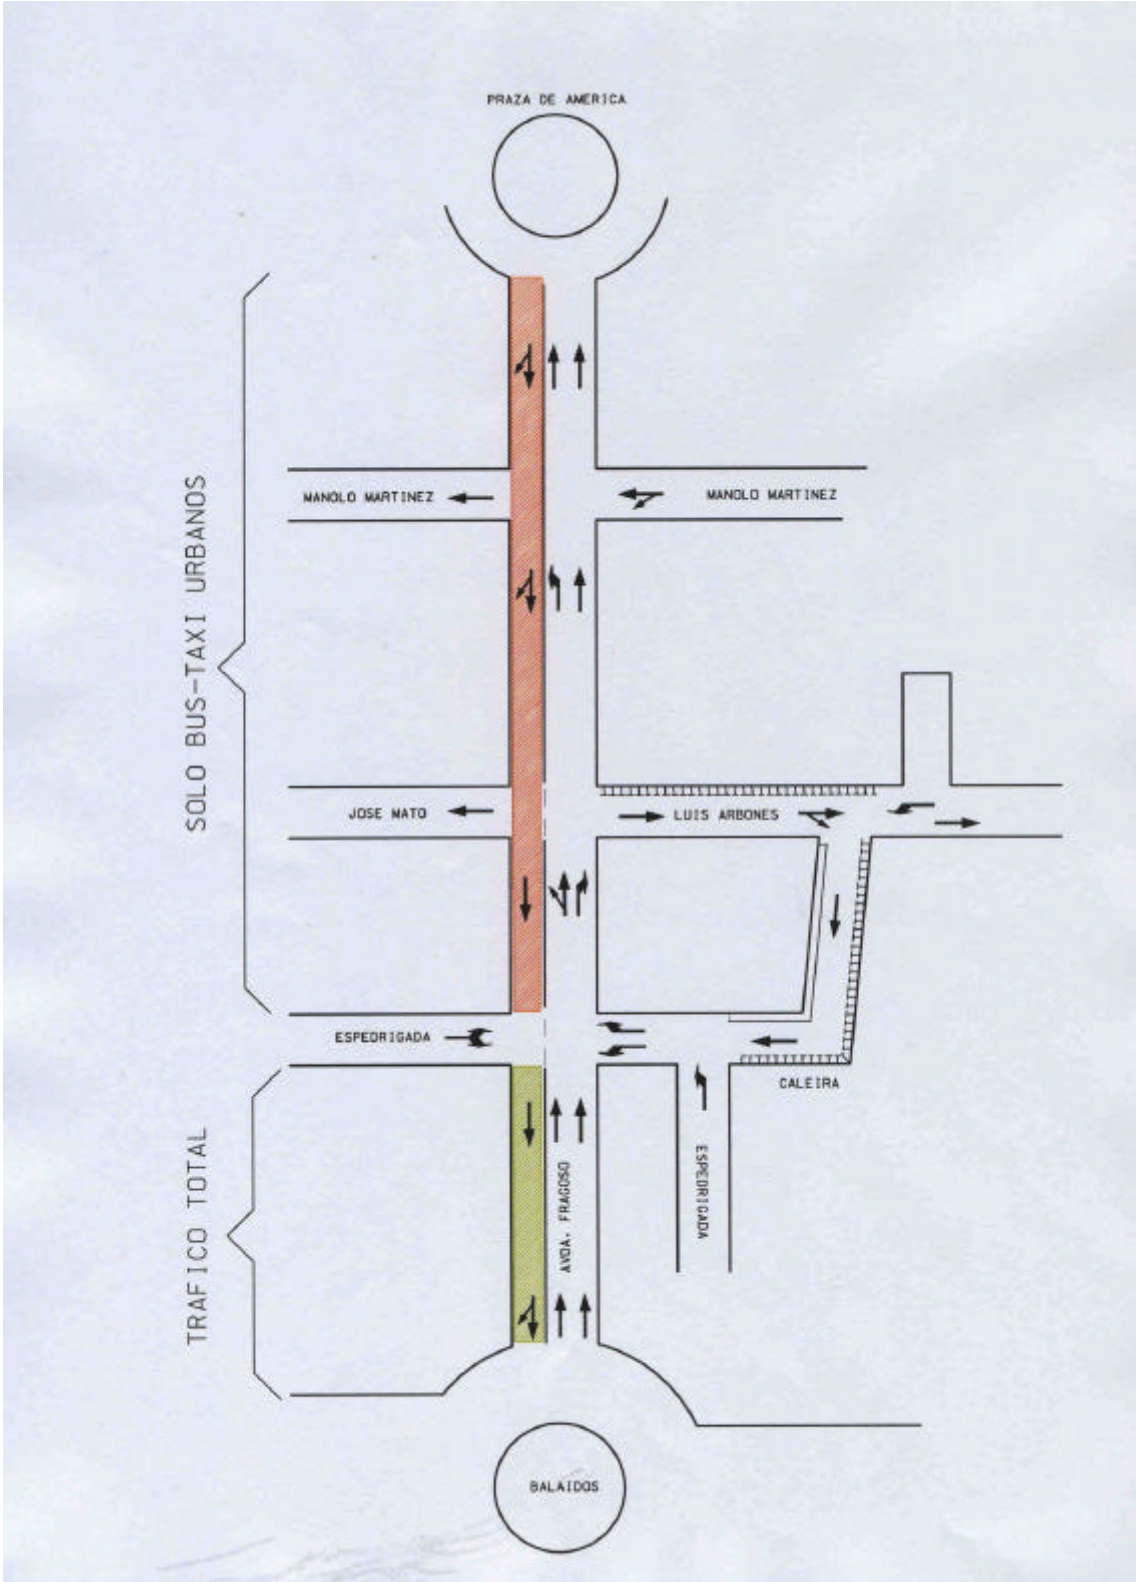 PRAZA DE AMERICA
SOLO BUS-TAXI URBANOS
MANOLO MARTINEZ
MANOLO MARTINEZ
JOSE MATO
LUIS ARBONES
ESPEDRIGADA
CALEIRA
TRAFICO TOTAL
AVDA. FRAGOSO
ESPEDRIGADA
BALAIDOS